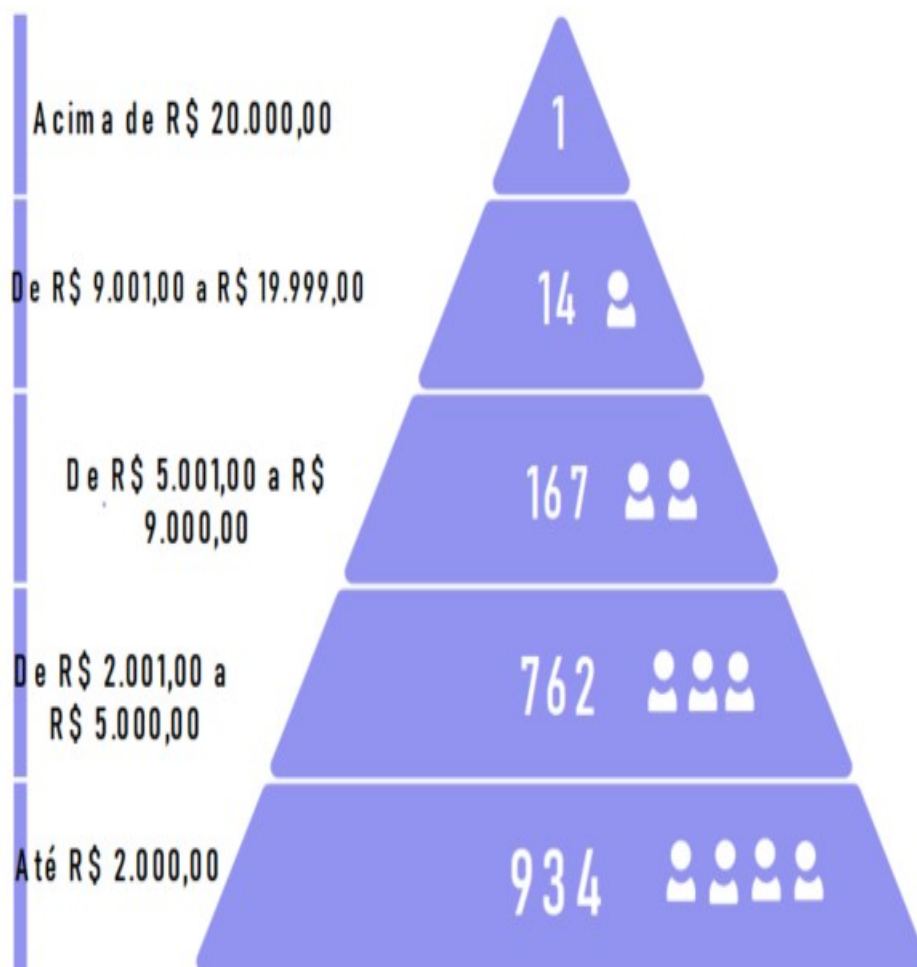 Acima de R$ 20.000,00
1
De R$ 9.001,00 a R$ 19.999,00
14
De R$ 5.001,00 a R$
9.000,00
167
De R$ 2.001,00 a
R$ 5.000,00
762
Até R$ 2.000,00
934